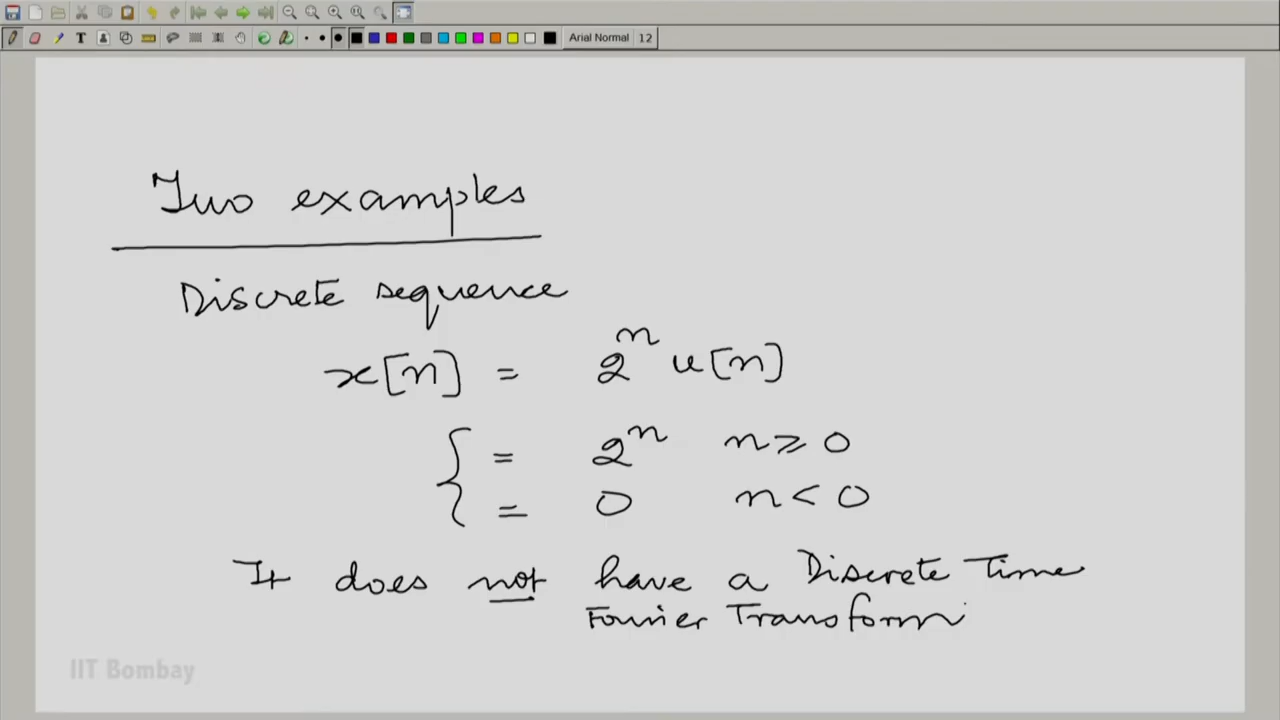 Arial Normal 12
Two examples
Discrete sequence
x[n] = 2^n u[n]
= 2^n n ≥ 0
= 0 n < 0
It does not have a Discrete Time
Fourier Transform
IIT Bombay